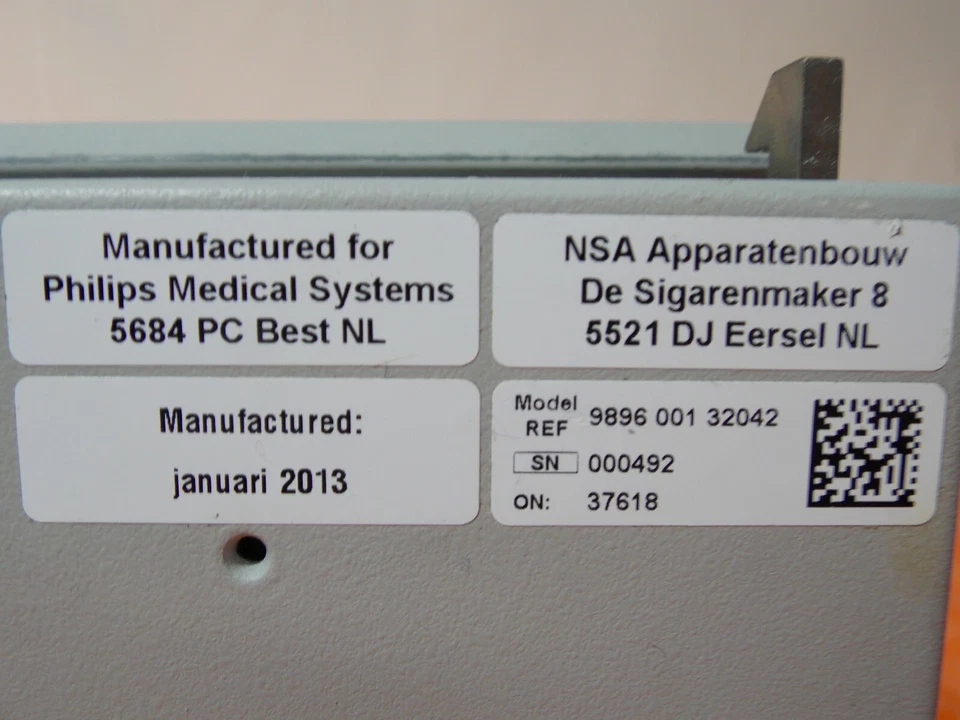 Manufactured for
Philips Medical Systems
5684 PC Best NL
NSA Apparatenbouw
De Sigarenmaker 8
5521 DJ Eersel NL
Manufactured:
januari 2013
Model REF 9896 001 32042
SN 000492
ON: 37618